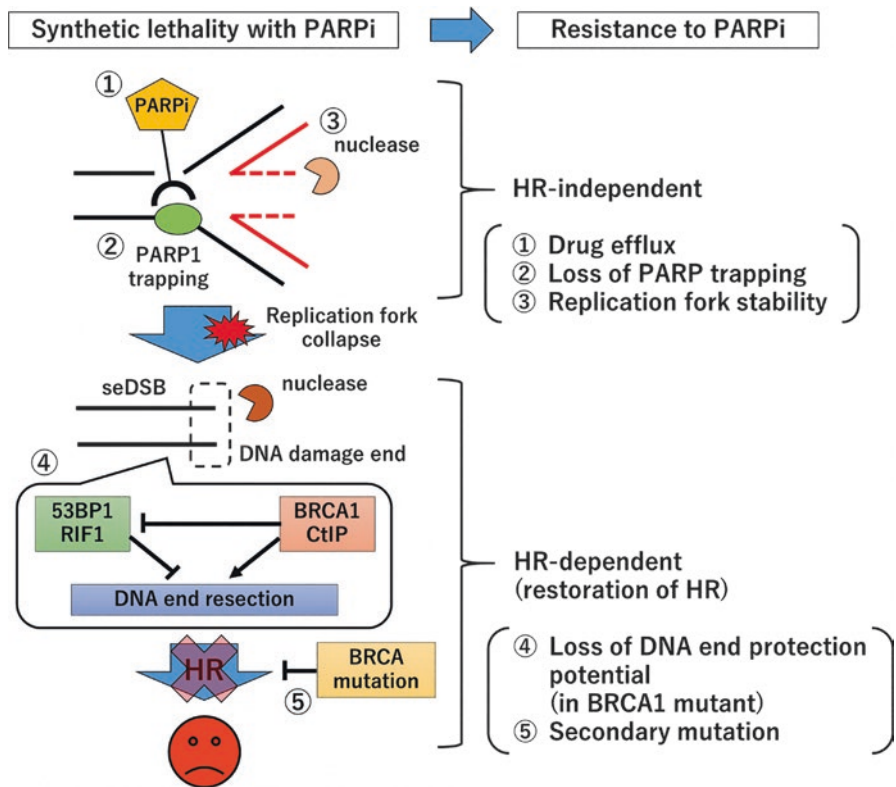 Synthetic lethality with PARPi
Resistance to PARPi
①
PARPi
③
nuclease
②
PARP1
trapping
HR-independent
① Drug efflux
② Loss of PARP trapping
③ Replication fork stability
Replication fork
collapse
seDSB
nuclease
DNA damage end
④
53BP1
RIF1
BRCA1
CtIP
DNA end resection
HR
⑤
BRCA
mutation
HR-dependent
(restoration of HR)
④ Loss of DNA end protection
potential
(in BRCA1 mutant)
⑤ Secondary mutation